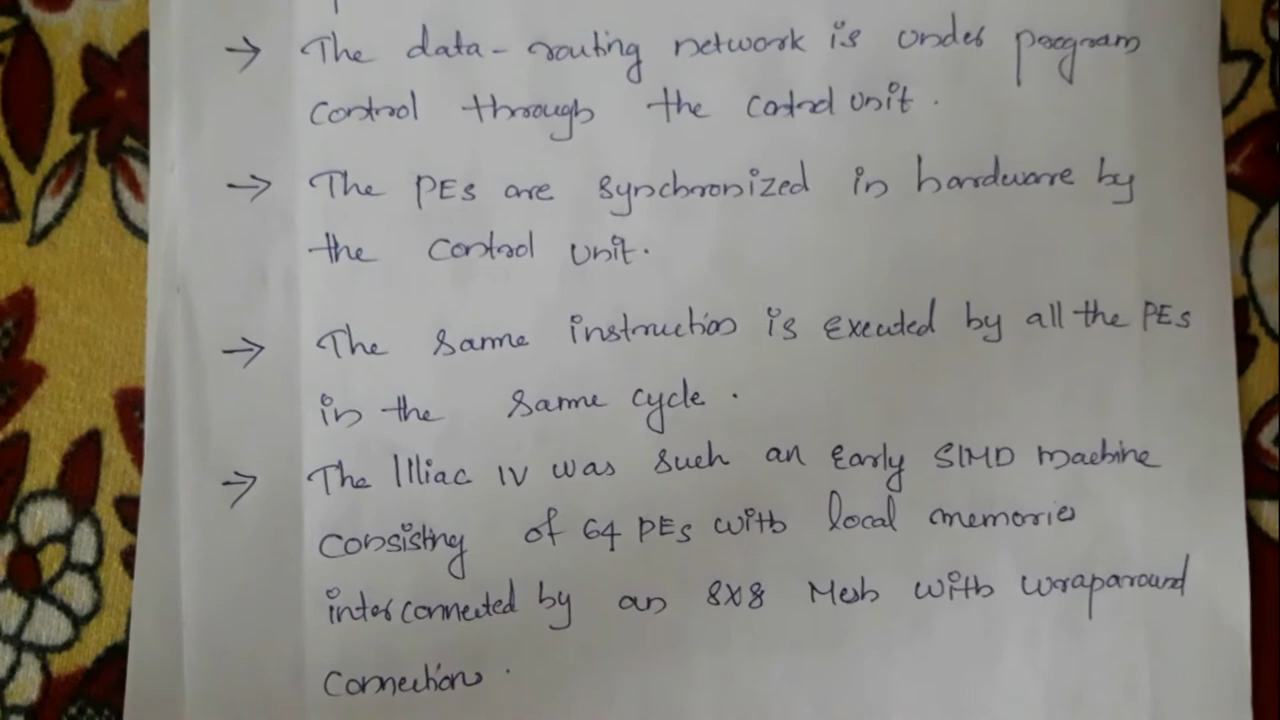 → The data-routing network is under program
control through the control unit.
→ The PEs are synchronized in hardware by
the control unit.
→ The same instruction is executed by all the PEs
in the same cycle.
→ The Illiac IV was such an early SIMD machine
consisting of 64 PEs with local memories
interconnected by an 8x8 Mesh with wraparound
connections.